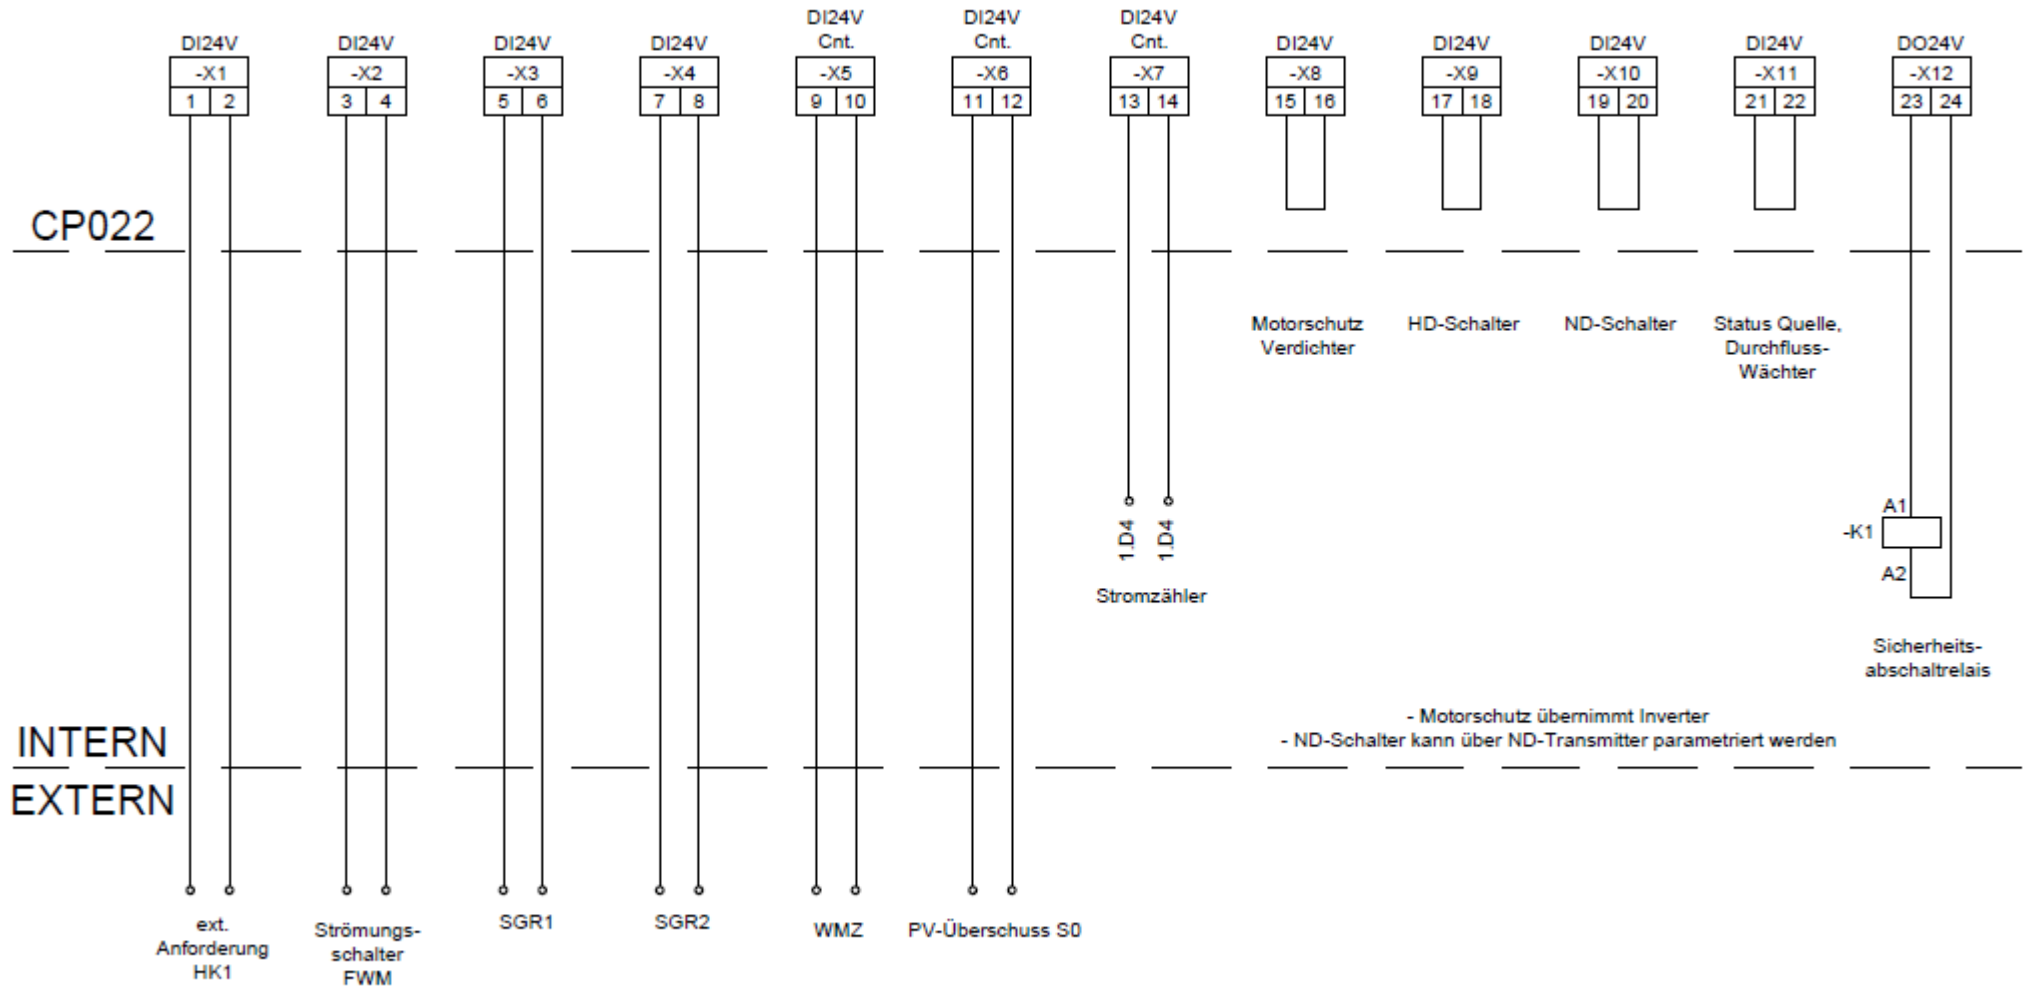 DI24V
DI24V
DI24V
DI24V
DI24V
Cnt.
DI24V
Cnt.
DI24V
Cnt.
DI24V
DI24V
DI24V
DI24V
DO24V
-X1
-X2
-X3
-X4
-X5
-X6
-X7
-X8
-X9
-X10
-X11
-X12
1 2
3 4
5 6
7 8
9 10
11 12
13 14
15 16
17 18
19 20
21 22
23 24
CP022
Motorschutz
Verdichter
HD-Schalter
ND-Schalter
Status Quelle,
Durchfluss-
Wächter
1.D4
1.D4
Stromzähler
A1
-K1
A2
Sicherheits-
abschaltrelais
- Motorschutz übernimmt Inverter
- ND-Schalter kann über ND-Transmitter parametriert werden
INTERN
EXTERN
ext.
Anforderung
HK1
Strömungs-
schalter
FWM
SGR1
SGR2
WMZ
PV-Überschuss S0